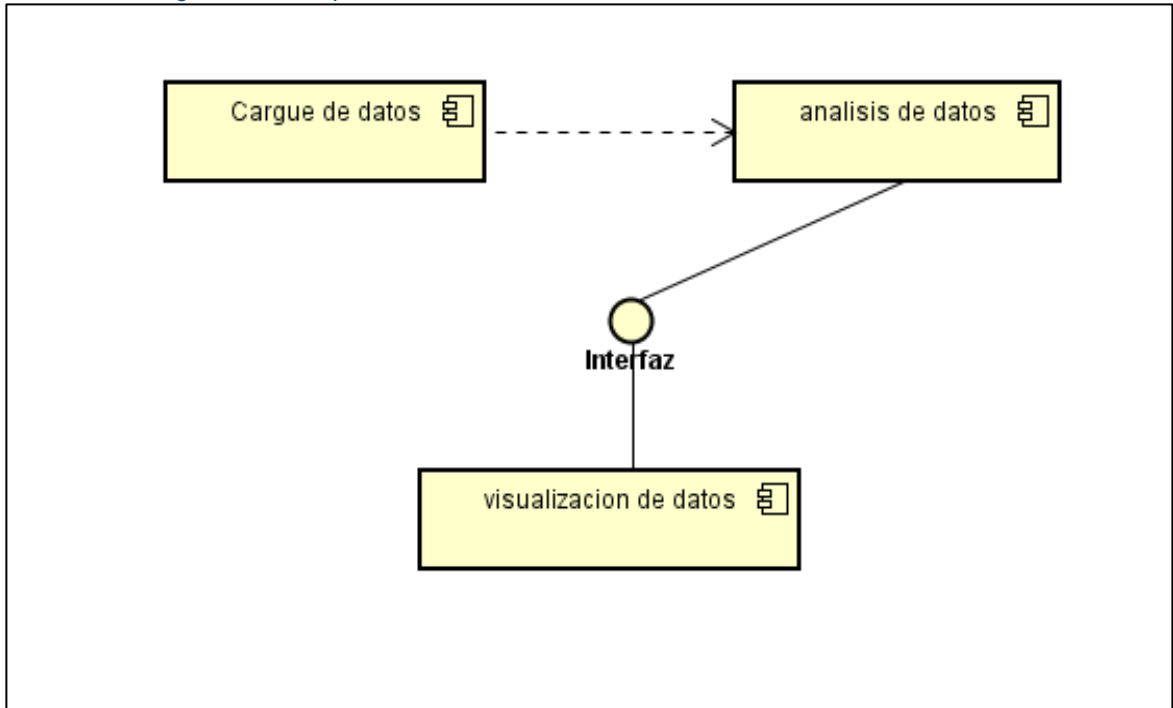 Cargue de datos
analisis de datos
Interfaz
visualizacion de datos